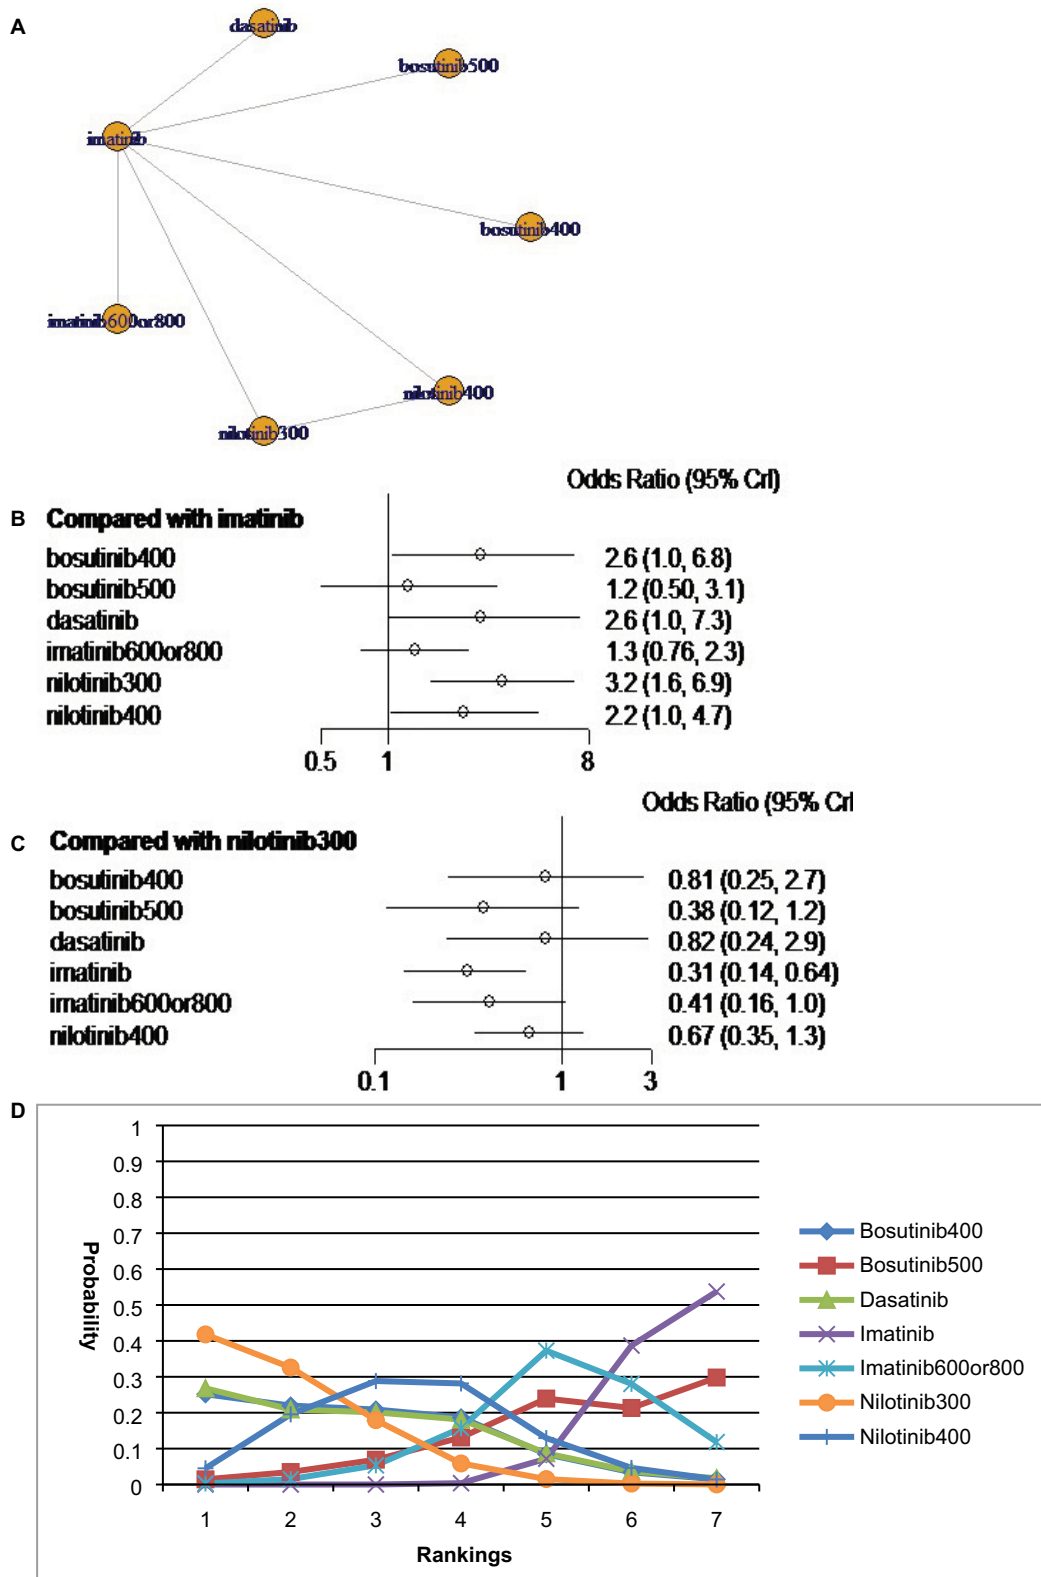 A
dasatinib
bosutinib500
imatinib
bosutinib400
imatinib600or800
nilotinib400
nilotinib300
Odds Ratio (95% CrI)
B Compared with imatinib
bosutinib400 2.6 (1.0, 6.8)
bosutinib500 1.2 (0.50, 3.1)
dasatinib 2.6 (1.0, 7.3)
imatinib600or800 1.3 (0.76, 2.3)
nilotinib300 3.2 (1.6, 6.9)
nilotinib400 2.2 (1.0, 4.7)
0.5 1 8
Odds Ratio (95% CrI
C Compared with nilotinib300
bosutinib400 0.81 (0.25, 2.7)
bosutinib500 0.38 (0.12, 1.2)
dasatinib 0.82 (0.24, 2.9)
imatinib 0.31 (0.14, 0.64)
imatinib600or800 0.41 (0.16, 1.0)
nilotinib400 0.67 (0.35, 1.3)
0.1 1 3
D
1
0.9
0.8
0.7
0.6
0.5
0.4
0.3
0.2
0.1
0
Probability
1 2 3 4 5 6 7
Rankings
Bosutinib400
Bosutinib500
Dasatinib
Imatinib
Imatinib600or800
Nilotinib300
Nilotinib400